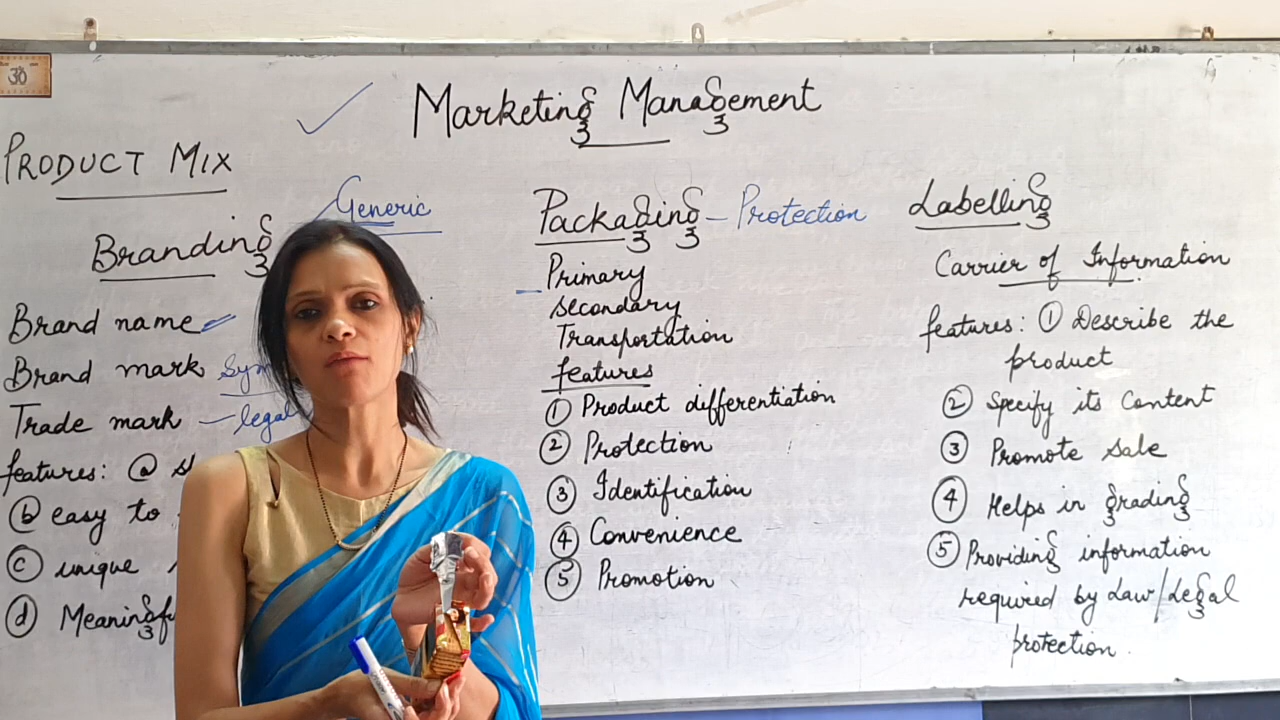 ॐ
Marketing Management
PRODUCT MIX
Branding
Generic
Brand name
Brand mark
Trade mark - legal
features: ⓐ
ⓑ easy to
ⓒ unique
ⓓ
Packaging - Protection
Primary
secondary
Transportation
features
① Product differentiation
② Protection
③ Identification
④ Convenience
⑤ Promotion
Labelling
Carrier of Information
features: ① Describe the
product
② Specify its Content
③ Promote sale
④ Helps in grading
⑤ Providing information
required by Law/Legal
protection.